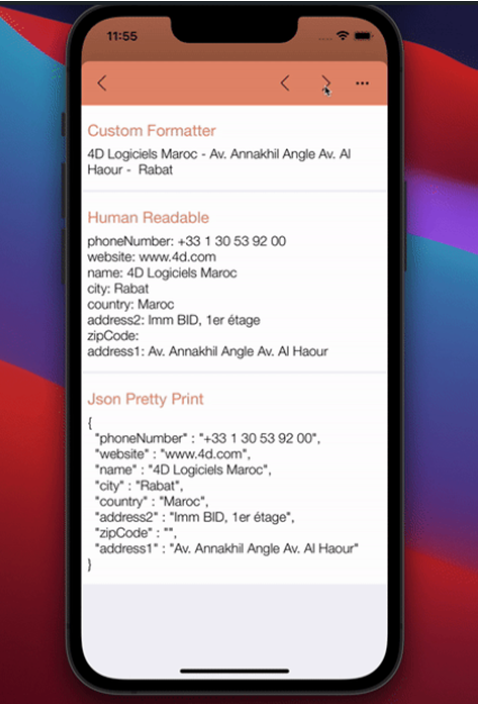 11:55
Custom Formatter
4D Logiciels Maroc - Av. Annakhil Angle Av. Al
Haour -  Rabat
Human Readable
phoneNumber: +33 1 30 53 92 00
website: www.4d.com
name: 4D Logiciels Maroc
city: Rabat
country: Maroc
address2: Imm BID, 1er étage
zipCode:
address1: Av. Annakhil Angle Av. Al Haour
Json Pretty Print
{
"phoneNumber" : "+33 1 30 53 92 00",
"website" : "www.4d.com",
"name" : "4D Logiciels Maroc",
"city" : "Rabat",
"country" : "Maroc",
"address2" : "Imm BID, 1er étage",
"zipCode" : "",
"address1" : "Av. Annakhil Angle Av. Al Haour"
}